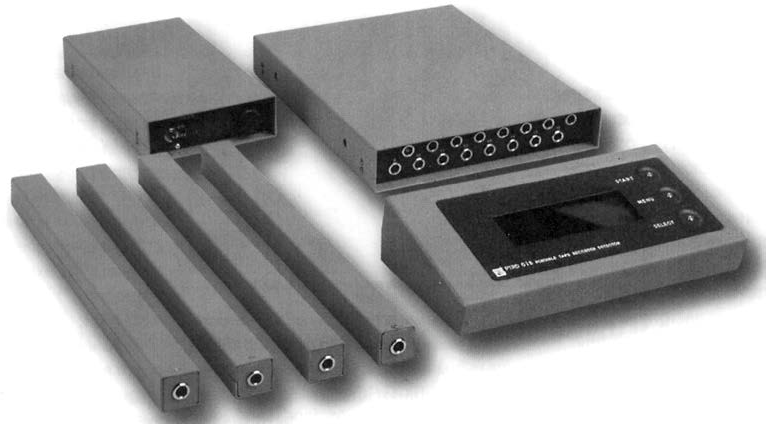 START
MENU
SELECT
PTRD 018 PORTABLE TAPE RECORDER DETECTOR